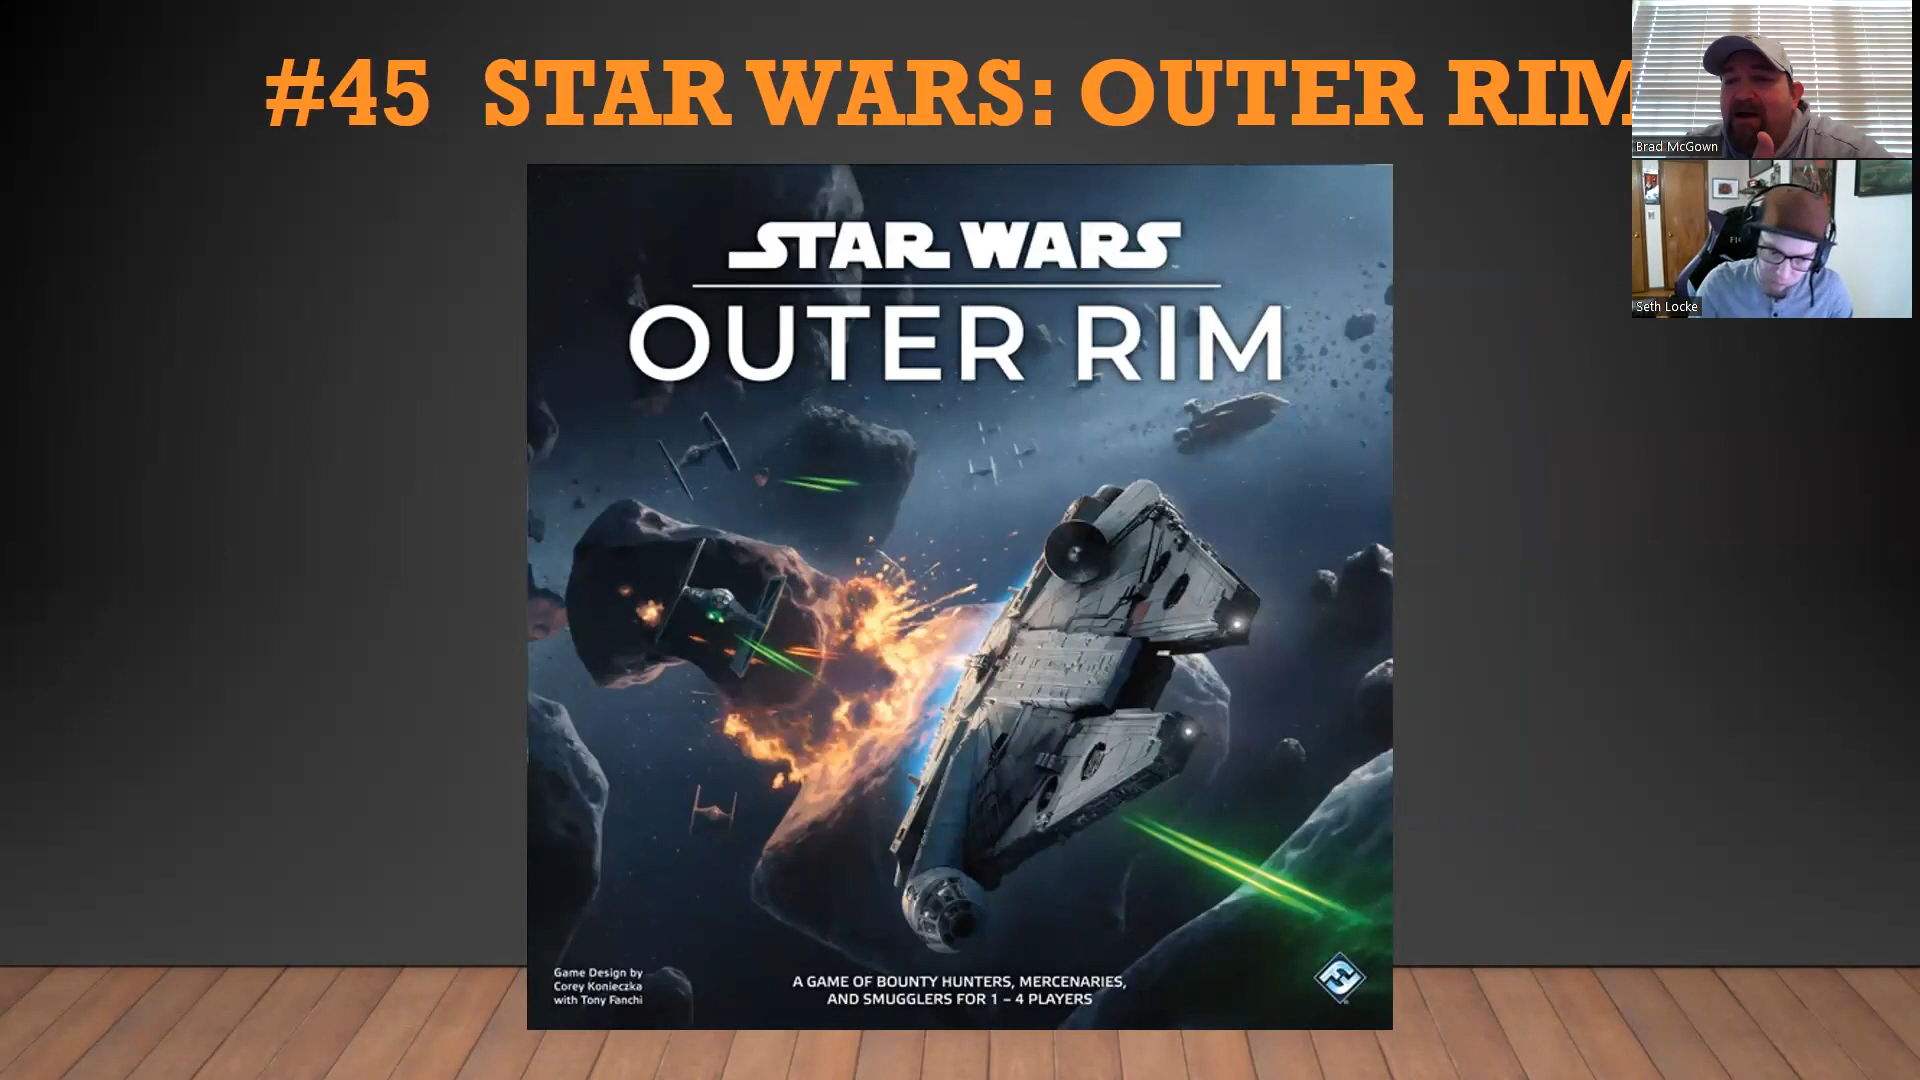 #45 STAR WARS: OUTER RIM
Brad McGown
Seth Locke
STAR WARS
OUTER RIM
Game Design by
Corey Konieczka
with Tony Fanchi
A GAME OF BOUNTY HUNTERS, MERCENARIES,
AND SMUGGLERS FOR 1 – 4 PLAYERS